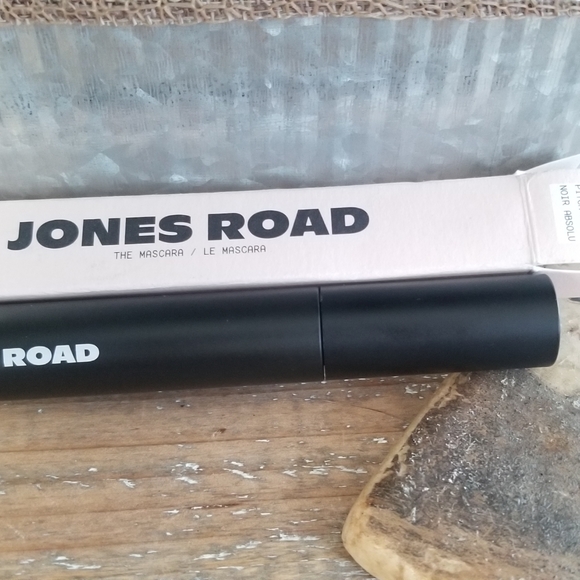 JONES ROAD
THE MASCARA / LE MASCARA
NOIR ABSOLU
ROAD